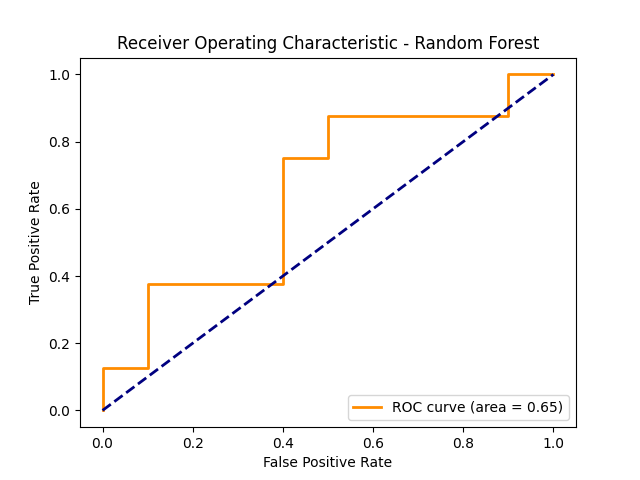 Receiver Operating Characteristic - Random Forest
1.0
0.8
0.6
0.4
0.2
0.0
True Positive Rate
ROC curve (area = 0.65)
0.0 0.2 0.4 0.6 0.8 1.0
False Positive Rate